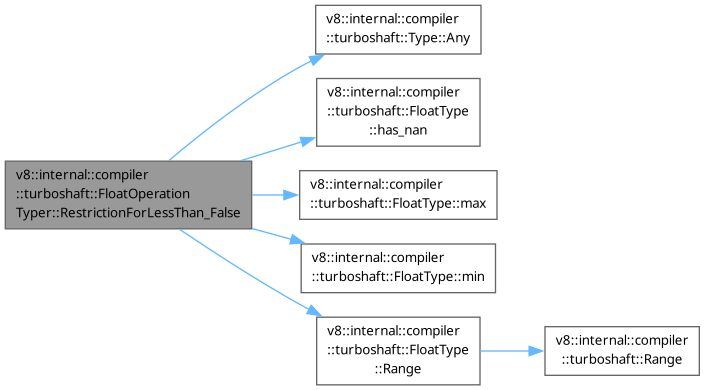 v8::internal::compiler
::turboshaft::Type::Any
v8::internal::compiler
::turboshaft::FloatType
::has_nan
v8::internal::compiler
::turboshaft::FloatOperation
Typer::RestrictionForLessThan_False
v8::internal::compiler
::turboshaft::FloatType::max
v8::internal::compiler
::turboshaft::FloatType::min
v8::internal::compiler
::turboshaft::FloatType
::Range
v8::internal::compiler
::turboshaft::Range